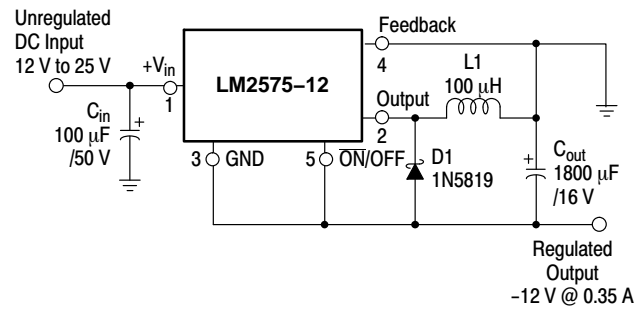 Unregulated
DC Input
12 V to 25 V
+Vin
1
Cin
100 µF
/50 V
+
LM2575–12
Feedback
4
Output
2
3
GND
5
ON/OFF
L1
100 µH
D1
1N5819
+
Cout
1800 µF
/16 V
Regulated
Output
–12 V @ 0.35 A